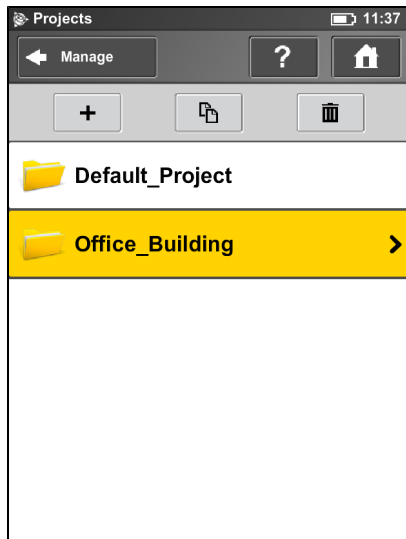 Projects 11:37
Manage ?
+
Default_Project
Office_Building